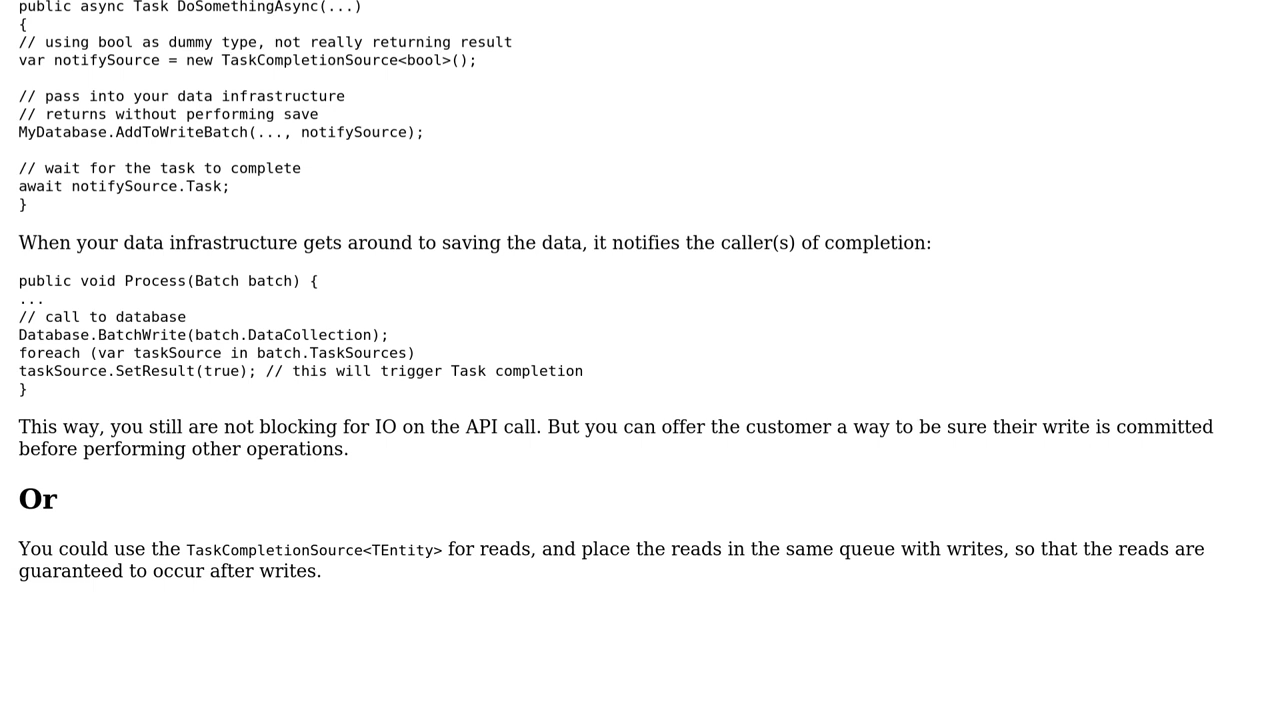 public async Task DoSomethingAsync(...)
{
// using bool as dummy type, not really returning result
var notifySource = new TaskCompletionSource<bool>();
// pass into your data infrastructure
// returns without performing save
MyDatabase.AddToWriteBatch(..., notifySource);
// wait for the task to complete
await notifySource.Task;
}
When your data infrastructure gets around to saving the data, it notifies the caller(s) of completion:
public void Process(Batch batch) {
...
// call to database
Database.BatchWrite(batch.DataCollection);
foreach (var taskSource in batch.TaskSources)
taskSource.SetResult(true); // this will trigger Task completion
}
This way, you still are not blocking for IO on the API call. But you can offer the customer a way to be sure their write is committed
before performing other operations.
Or
You could use the TaskCompletionSource<TEntity> for reads, and place the reads in the same queue with writes, so that the reads are
guaranteed to occur after writes.